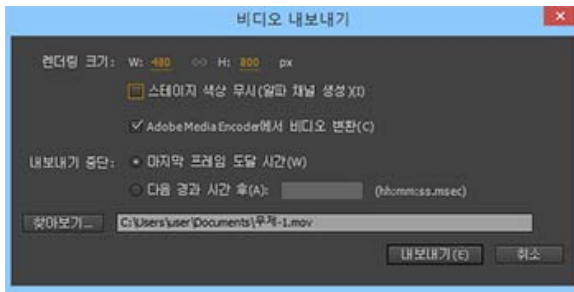 비디오 내보내기
렌더링 크기: W: 480 H: 800 px
스테이지 색상 무시(알파 채널 생성)(I)
Adobe Media Encoder에서 비디오 변환(C)
내보내기 중단: 마지막 프레임 도달 시간(W)
다음 경과 시간 후(A): (hh:mm:ss.msec)
찾아보기... C:\Users\user\Documents\무제-1.mov
내보내기(E) 취소